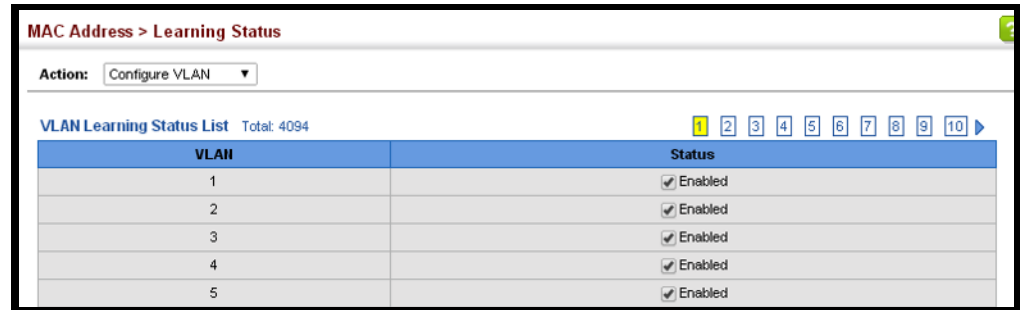 MAC Address > Learning Status
?
Action: Configure VLAN
VLAN Learning Status List Total: 4094
1 2 3 4 5 6 7 8 9 10
VLAN Status
1 Enabled
2 Enabled
3 Enabled
4 Enabled
5 Enabled